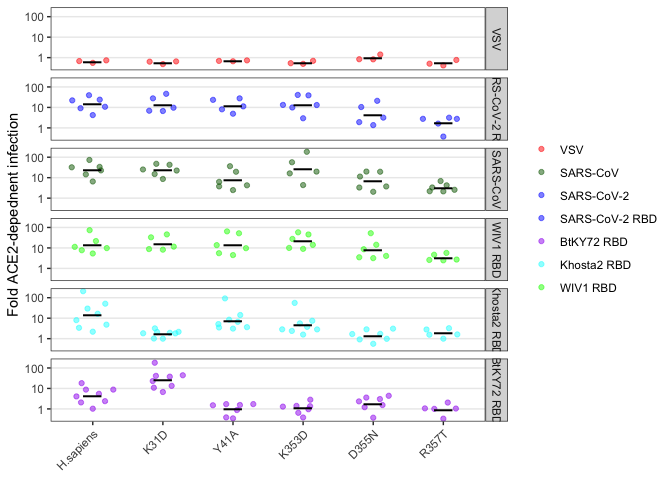 Fold ACE2-depednent infection
100
10
1
VSV
100
10
1
RS-CoV-2 R
100
10
1
SARS-CoV
100
10
1
WIV1 RBD
100
10
1
Khosta2 RBD
100
10
1
BtKY72 RBD
H.sapiens
K31D
Y41A
K353D
D355N
R357T
VSV
SARS-CoV
SARS-CoV-2
SARS-CoV-2 RBD
BtKY72 RBD
Khosta2 RBD
WIV1 RBD